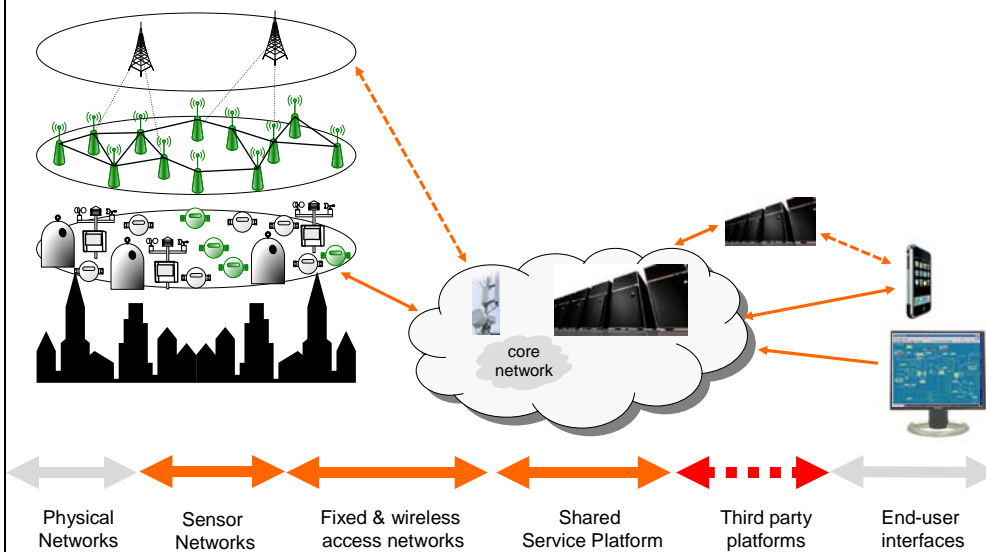 core
network
Physical
Networks
Sensor
Networks
Fixed & wireless
access networks
Shared
Service Platform
Third party
platforms
End-user
interfaces